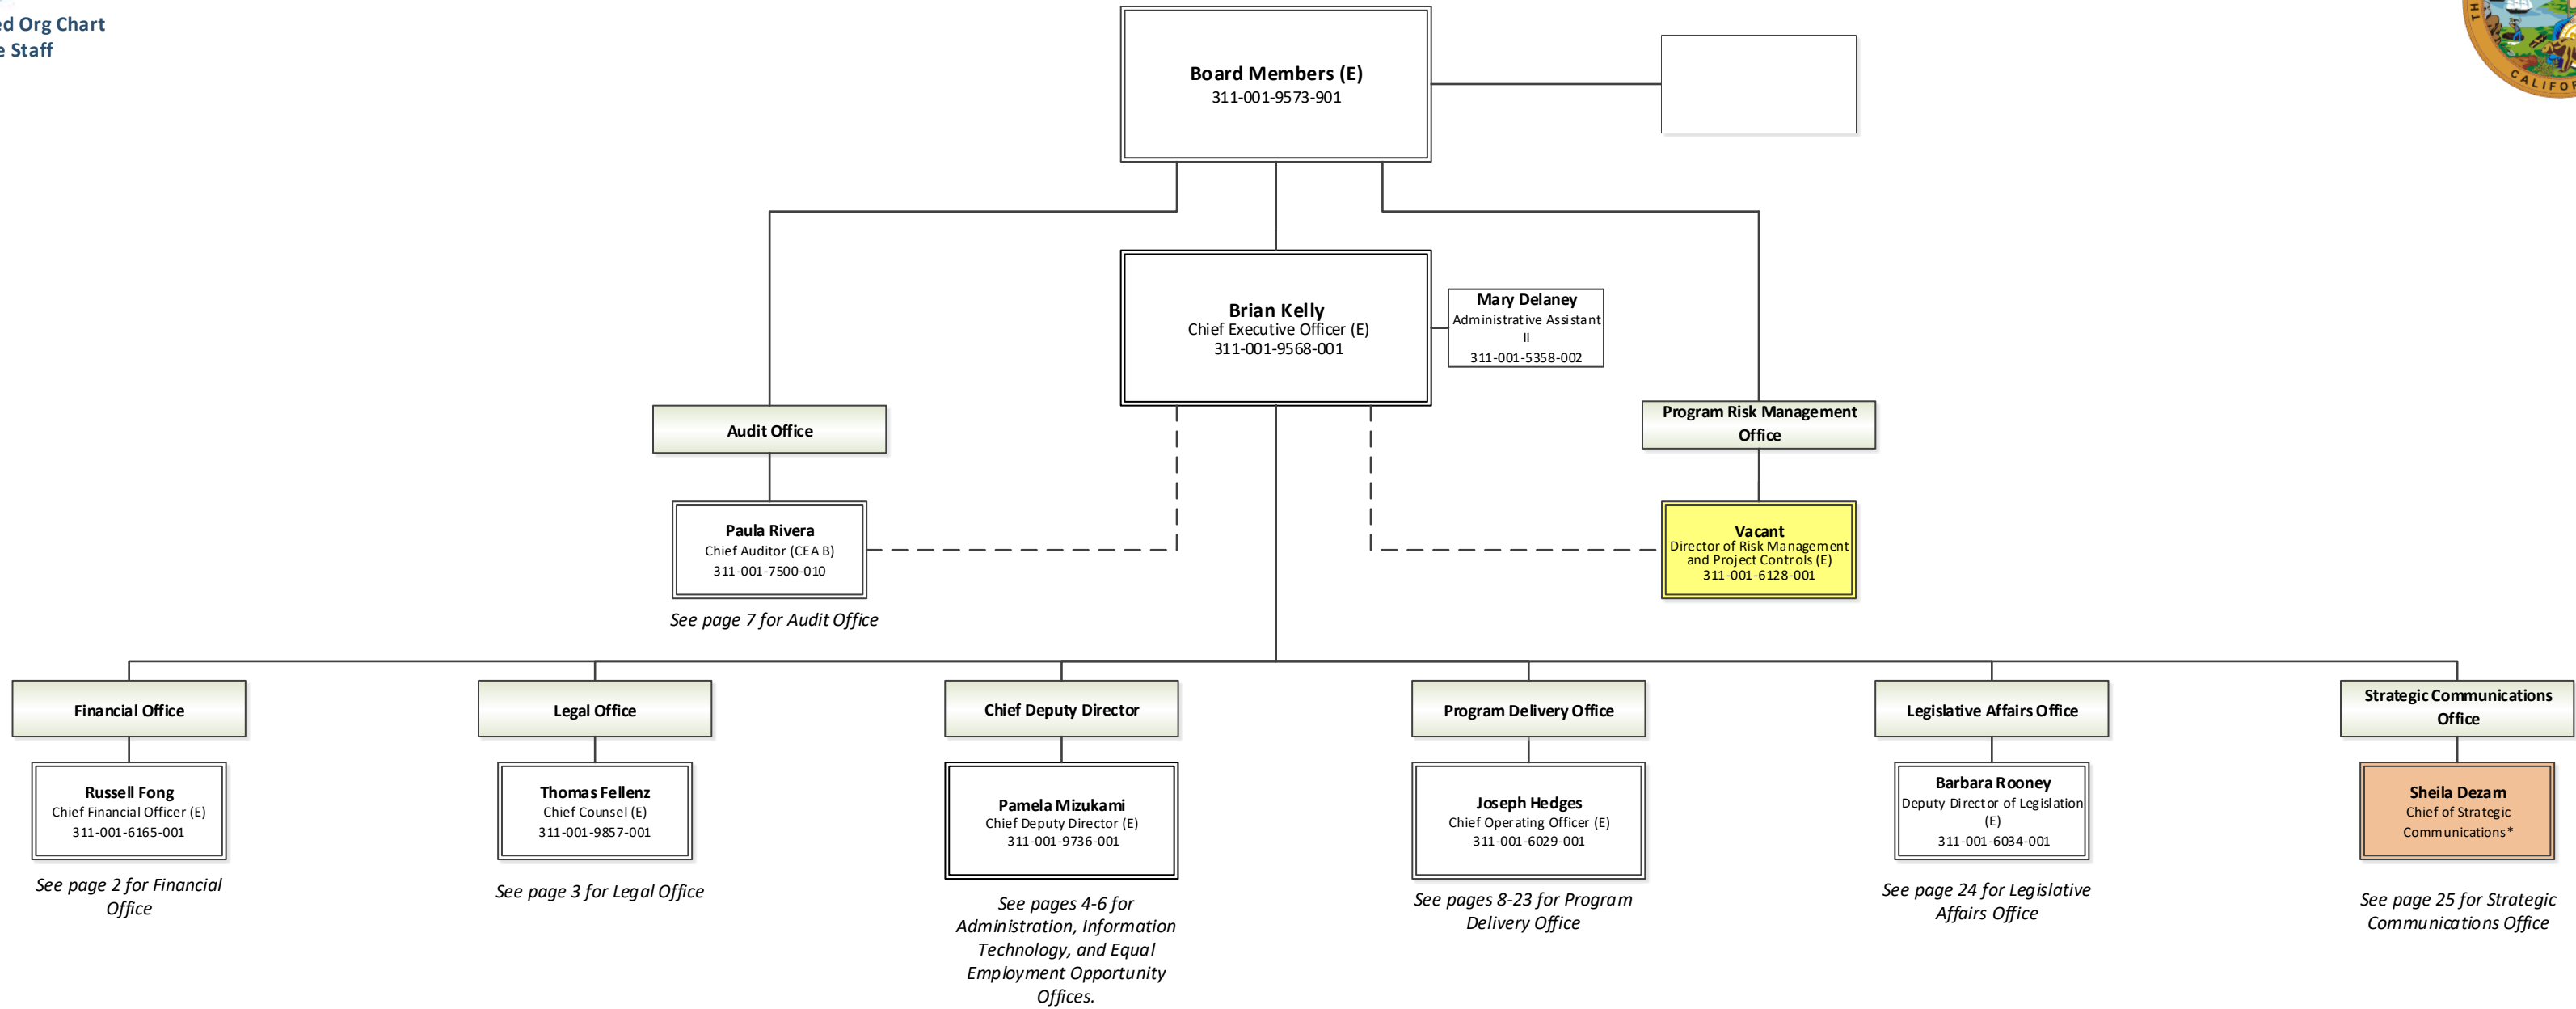 ed Org Chart
e Staff
Board Members (E)
311-001-9573-901
CALIFOR
Brian Kelly
Chief Executive Officer (E)
311-001-9568-001
Mary Delaney
Administrative Assistant
II
311-001-5358-002
Audit Office
Program Risk Management
Office
Paula Rivera
Chief Auditor (CEA B)
311-001-7500-010
Vacant
Director of Risk Management
and Project Controls (E)
311-001-6128-001
See page 7 for Audit Office
Financial Office
Legal Office
Chief Deputy Director
Program Delivery Office
Legislative Affairs Office
Strategic Communications
Office
Russell Fong
Chief Financial Officer (E)
311-001-6165-001
Thomas Fellenz
Chief Counsel (E)
311-001-9857-001
Pamela Mizukami
Chief Deputy Director (E)
311-001-9736-001
Joseph Hedges
Chief Operating Officer (E)
311-001-6029-001
Barbara Rooney
Deputy Director of Legislation
(E)
311-001-6034-001
Sheila Dezarn
Chief of Strategic
Communications*
See page 2 for Financial
Office
See page 3 for Legal Office
See pages 4-6 for
Administration, Information
Technology, and Equal
Employment Opportunity
Offices.
See pages 8-23 for Program
Delivery Office
See page 24 for Legislative
Affairs Office
See page 25 for Strategic
Communications Office